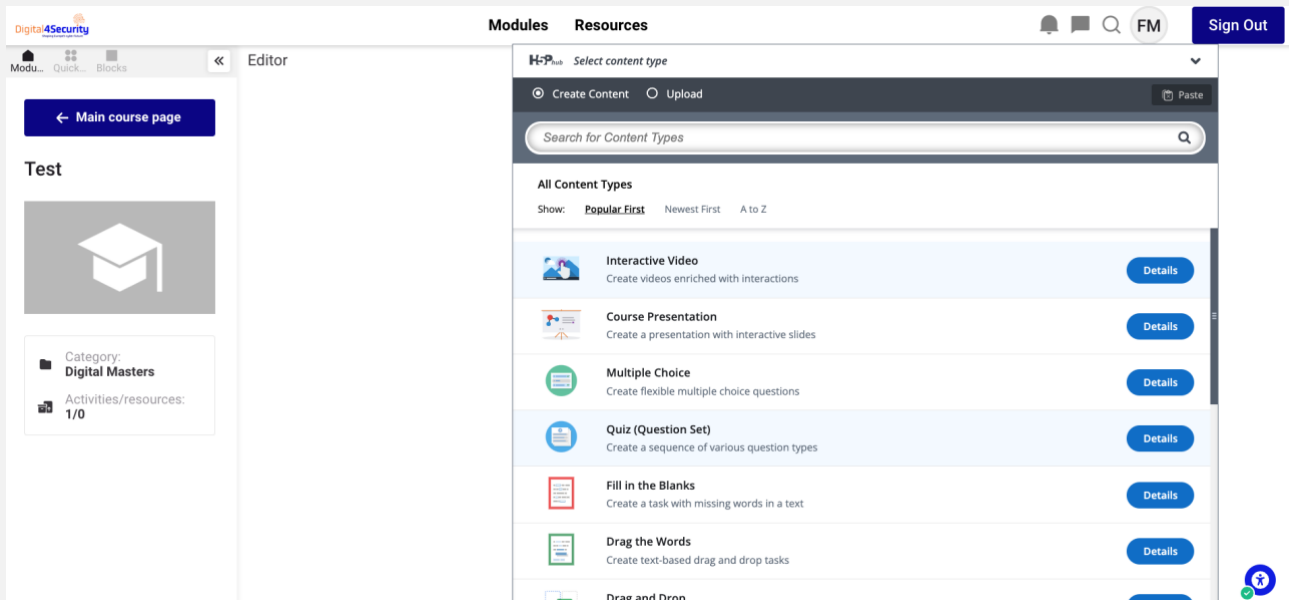 Digital4Security
Modules
Resources
FM
Sign Out
Modu...
Quick...
Blocks
«
Editor
H5P hub Select content type
Create Content
Upload
Paste
Main course page
Search for Content Types
Test
All Content Types
Show: Popular First Newest First A to Z
Interactive Video
Create videos enriched with interactions
Details
Course Presentation
Create a presentation with interactive slides
Details
Category:
Digital Masters
Multiple Choice
Create flexible multiple choice questions
Details
Activities/resources:
1/0
Quiz (Question Set)
Create a sequence of various question types
Details
Fill in the Blanks
Create a task with missing words in a text
Details
Drag the Words
Create text-based drag and drop tasks
Details
Drag and Drop